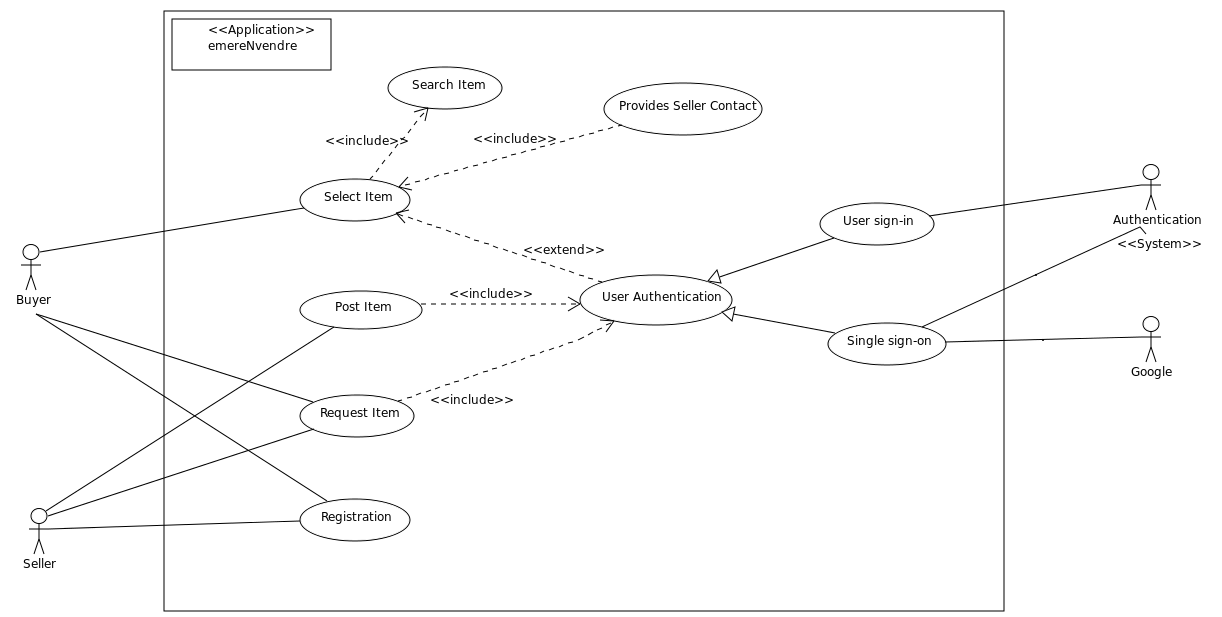 <<Application>>
emereNvendre
Search Item
Provides Seller Contact
<<include>>
<<include>>
Select Item
User sign-in
Authentication
<<System>>
<<extend>>
Buyer
Post Item
<<include>>
User Authentication
Single sign-on
Google
<<include>>
Request Item
Registration
Seller